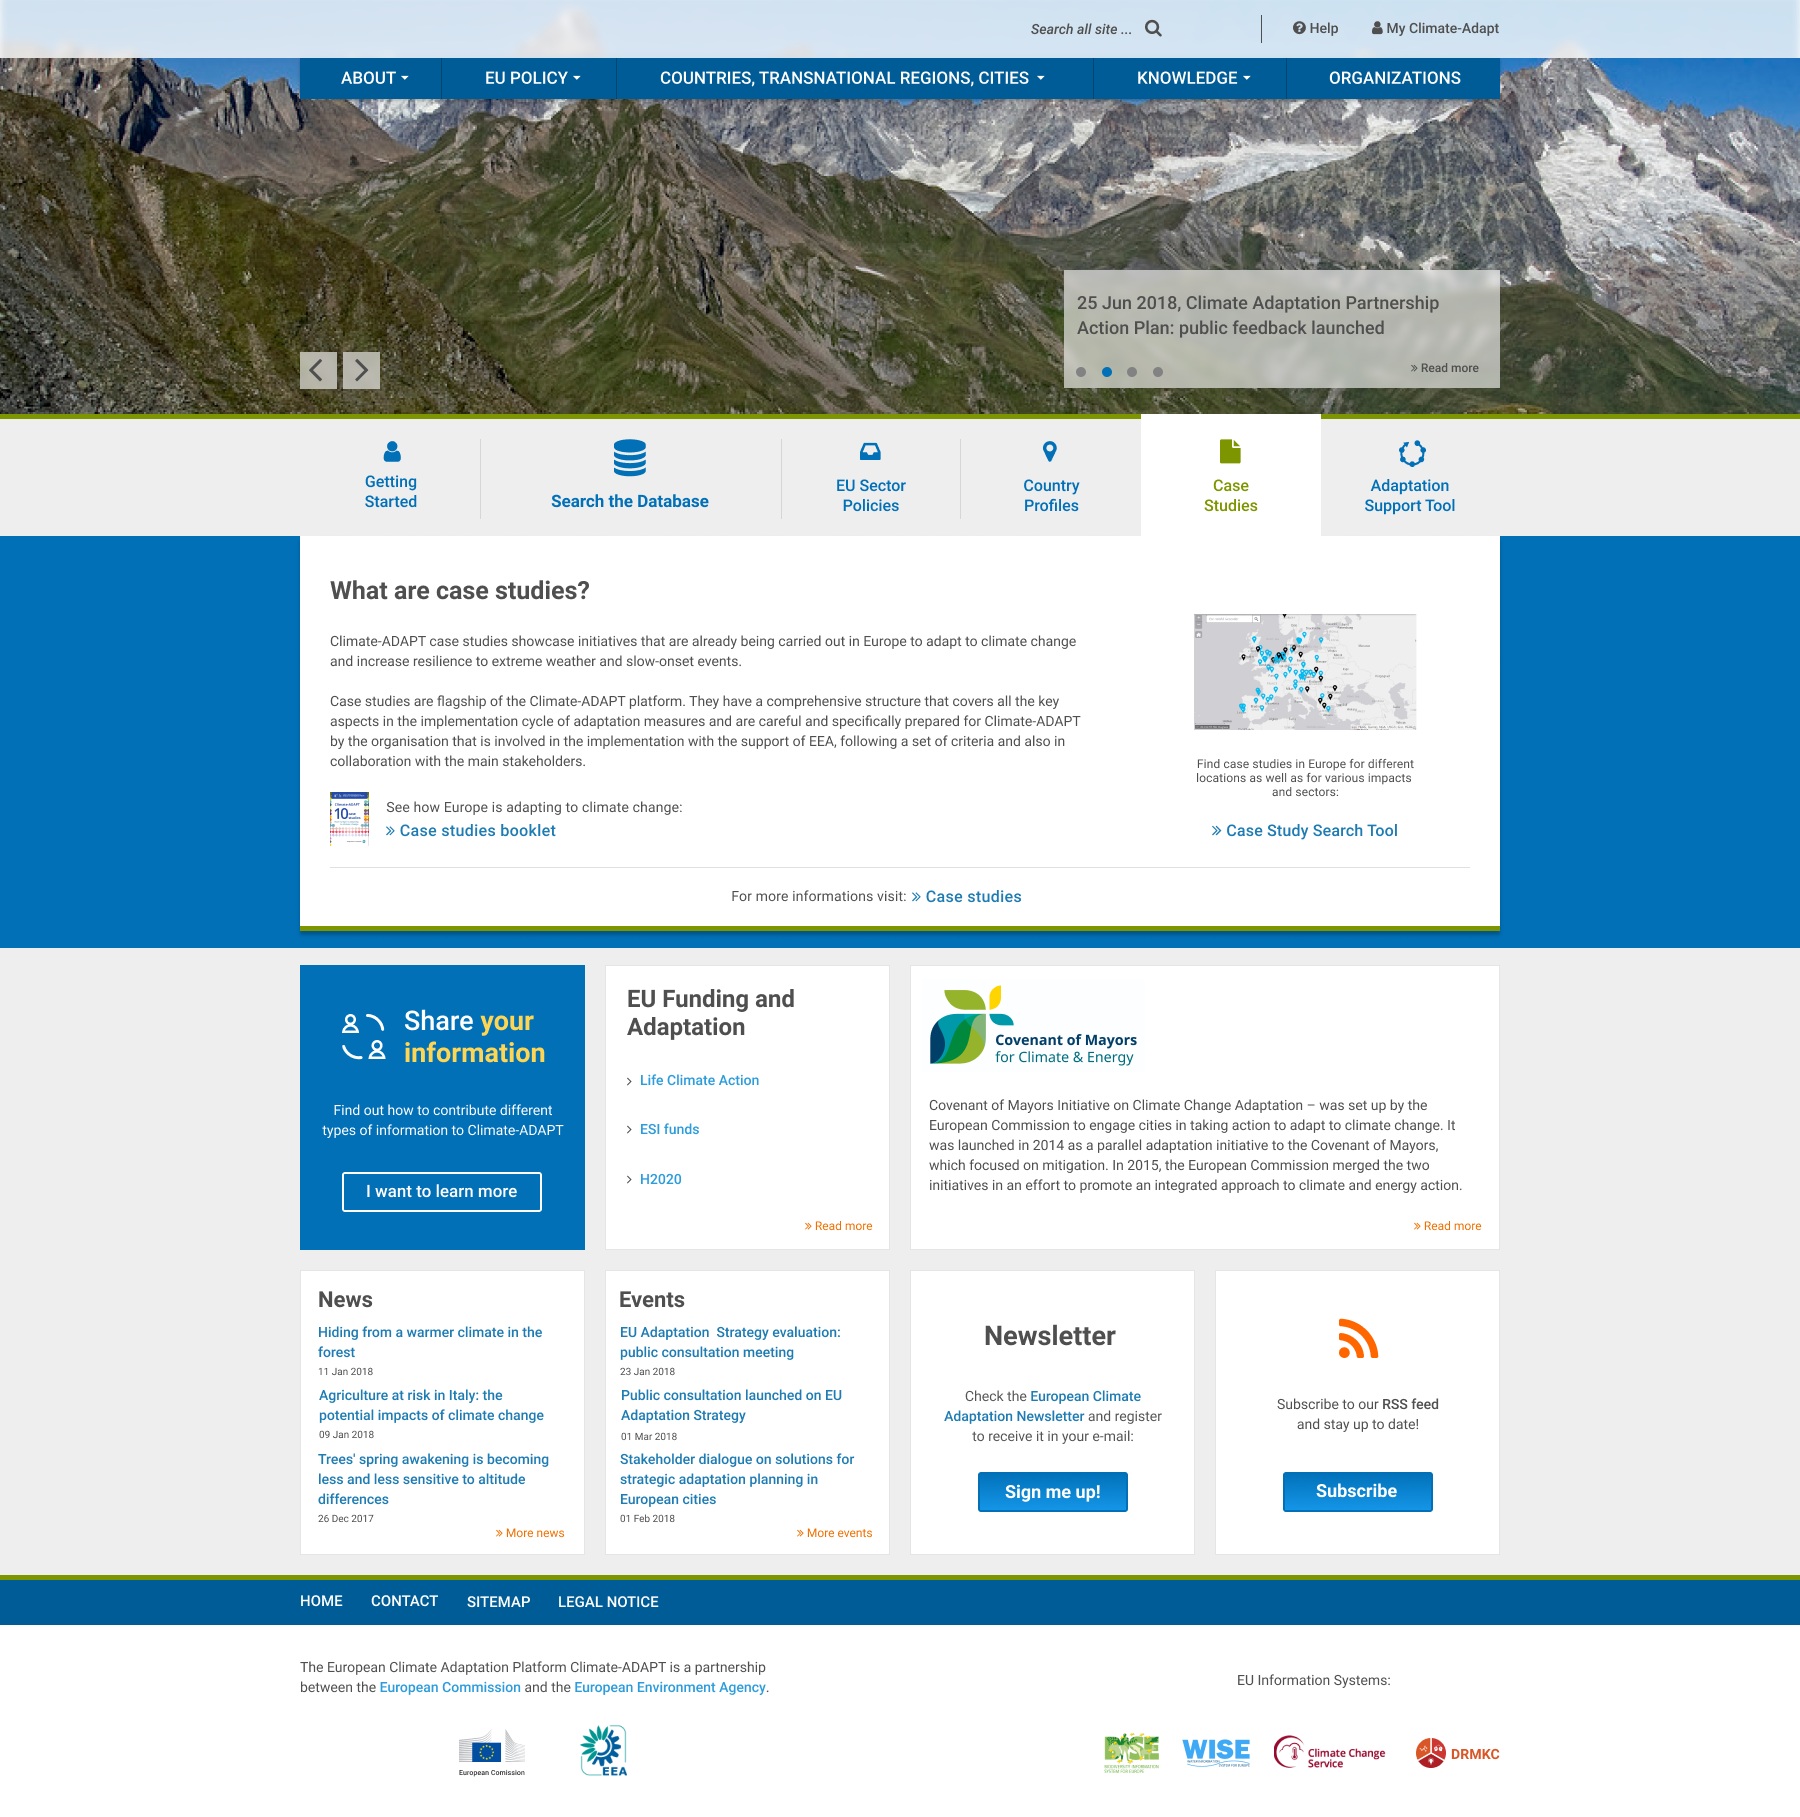 Search all site ...
Help
My Climate-Adapt
ABOUT
EU POLICY
COUNTRIES, TRANSNATIONAL REGIONS, CITIES
KNOWLEDGE
ORGANIZATIONS
25 Jun 2018, Climate Adaptation Partnership
Action Plan: public feedback launched
» Read more
Getting
Started
Search the Database
EU Sector
Policies
Country
Profiles
Case
Studies
Adaptation
Support Tool
What are case studies?
Climate-ADAPT case studies showcase initiatives that are already being carried out in Europe to adapt to climate change
and increase resilience to extreme weather and slow-onset events.
Case studies are flagship of the Climate-ADAPT platform. They have a comprehensive structure that covers all the key
aspects in the implementation cycle of adaptation measures and are careful and specifically prepared for Climate-ADAPT
by the organisation that is involved in the implementation with the support of EEA, following a set of criteria and also in
collaboration with the main stakeholders.
Climate-ADAPT
10
See how Europe is adapting to climate change:
» Case studies booklet
Find case studies in Europe for different
locations as well as for various impacts
and sectors:
» Case Study Search Tool
For more informations visit: » Case studies
Share your
information
Find out how to contribute different
types of information to Climate-ADAPT
I want to learn more
EU Funding and
Adaptation
> Life Climate Action
> ESI funds
> H2020
» Read more
Covenant of Mayors
for Climate & Energy
Covenant of Mayors Initiative on Climate Change Adaptation – was set up by the
European Commission to engage cities in taking action to adapt to climate change. It
was launched in 2014 as a parallel adaptation initiative to the Covenant of Mayors,
which focused on mitigation. In 2015, the European Commission merged the two
initiatives in an effort to promote an integrated approach to climate and energy action.
» Read more
News
Hiding from a warmer climate in the
forest
11 Jan 2018
Agriculture at risk in Italy: the
potential impacts of climate change
09 Jan 2018
Trees' spring awakening is becoming
less and less sensitive to altitude
differences
26 Dec 2017
» More news
Events
EU Adaptation  Strategy evaluation:
public consultation meeting
23 Jan 2018
Public consultation launched on EU
Adaptation Strategy
01 Mar 2018
Stakeholder dialogue on solutions for
strategic adaptation planning in
European cities
01 Feb 2018
» More events
Newsletter
Check the European Climate
Adaptation Newsletter and register
to receive it in your e-mail:
Sign me up!
Subscribe to our RSS feed
and stay up to date!
Subscribe
HOME
CONTACT
SITEMAP
LEGAL NOTICE
The European Climate Adaptation Platform Climate-ADAPT is a partnership
between the European Commission and the European Environment Agency.
EU Information Systems:
European Comission
EEA
BIODIVERSITY INFORMATION
SYSTEM FOR EUROPE
WISE
Climate Change
Service
DRMKC